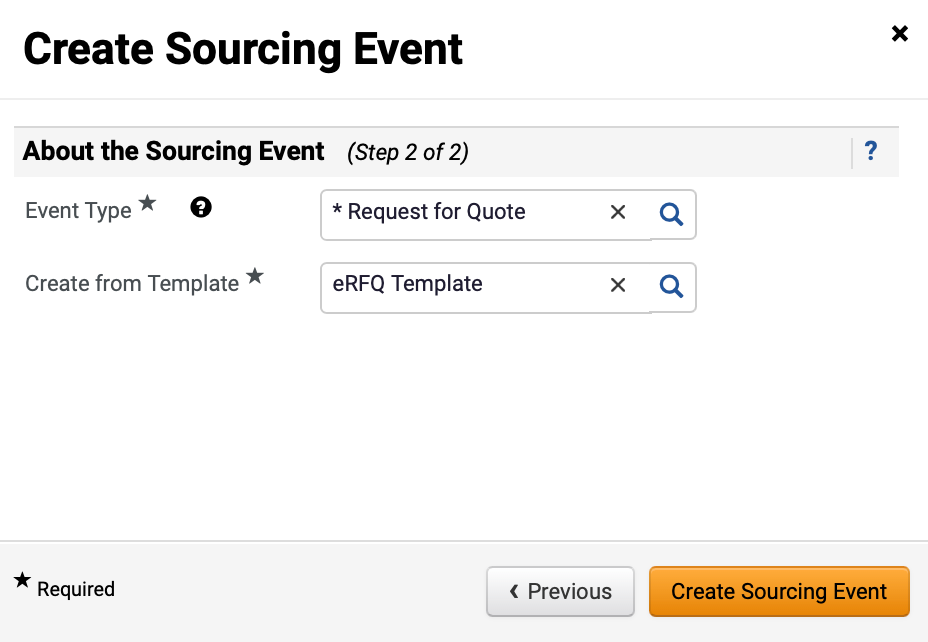 Create Sourcing Event
About the Sourcing Event (Step 2 of 2) ?
Event Type ★ ? * Request for Quote ×
Create from Template ★ eRFQ Template ×
★ Required ‹ Previous Create Sourcing Event